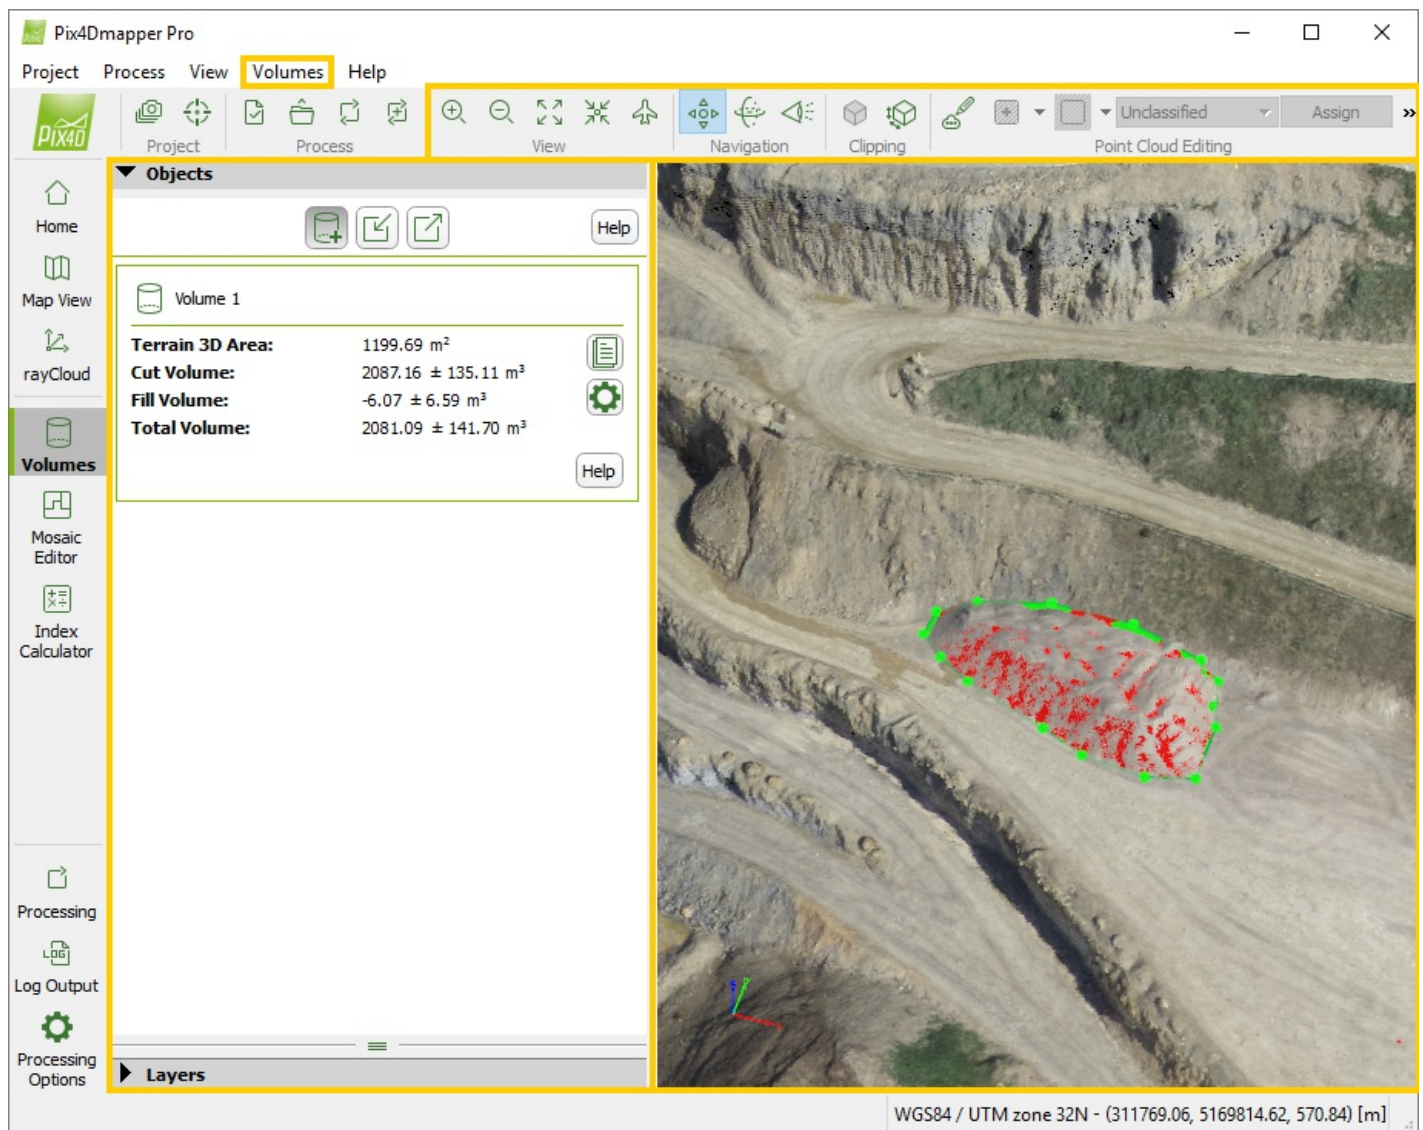 Pix4Dmapper Pro
Project Process View Volumes Help
PIX4D
Unclassified Assign »
Project Process View Navigation Clipping Point Cloud Editing
Objects
Home
Help
Map View
Volume 1
rayCloud
Terrain 3D Area: 1199.69 m²
Cut Volume: 2087.16 ± 135.11 m³
Fill Volume: -6.07 ± 6.59 m³
Total Volume: 2081.09 ± 141.70 m³
Volumes
Help
Mosaic
Editor
Index
Calculator
Processing
LOG
Log Output
Processing
Options
Layers
WGS84 / UTM zone 32N - (311769.06, 5169814.62, 570.84) [m]